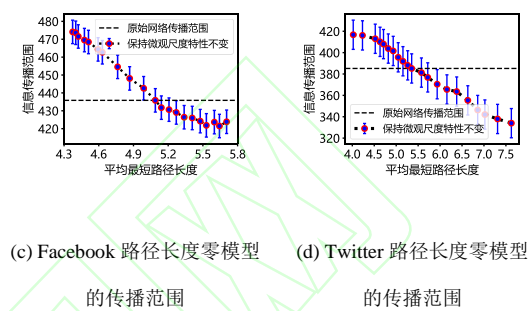 480
470
460
450
440
430
420
4.3
4.6
4.9
5.2
5.5
5.8
信息传播范围
平均最短路径长度
原始网络传播范围
保持微观尺度特性不变
420
400
380
360
340
320
4.0 4.5 5.0 5.5 6.0 6.5 7.0 7.5
信息传播范围
平均最短路径长度
原始网络传播范围
保持微观尺度特性不变
(c) Facebook 路径长度零模型
的传播范围
(d) Twitter 路径长度零模型
的传播范围